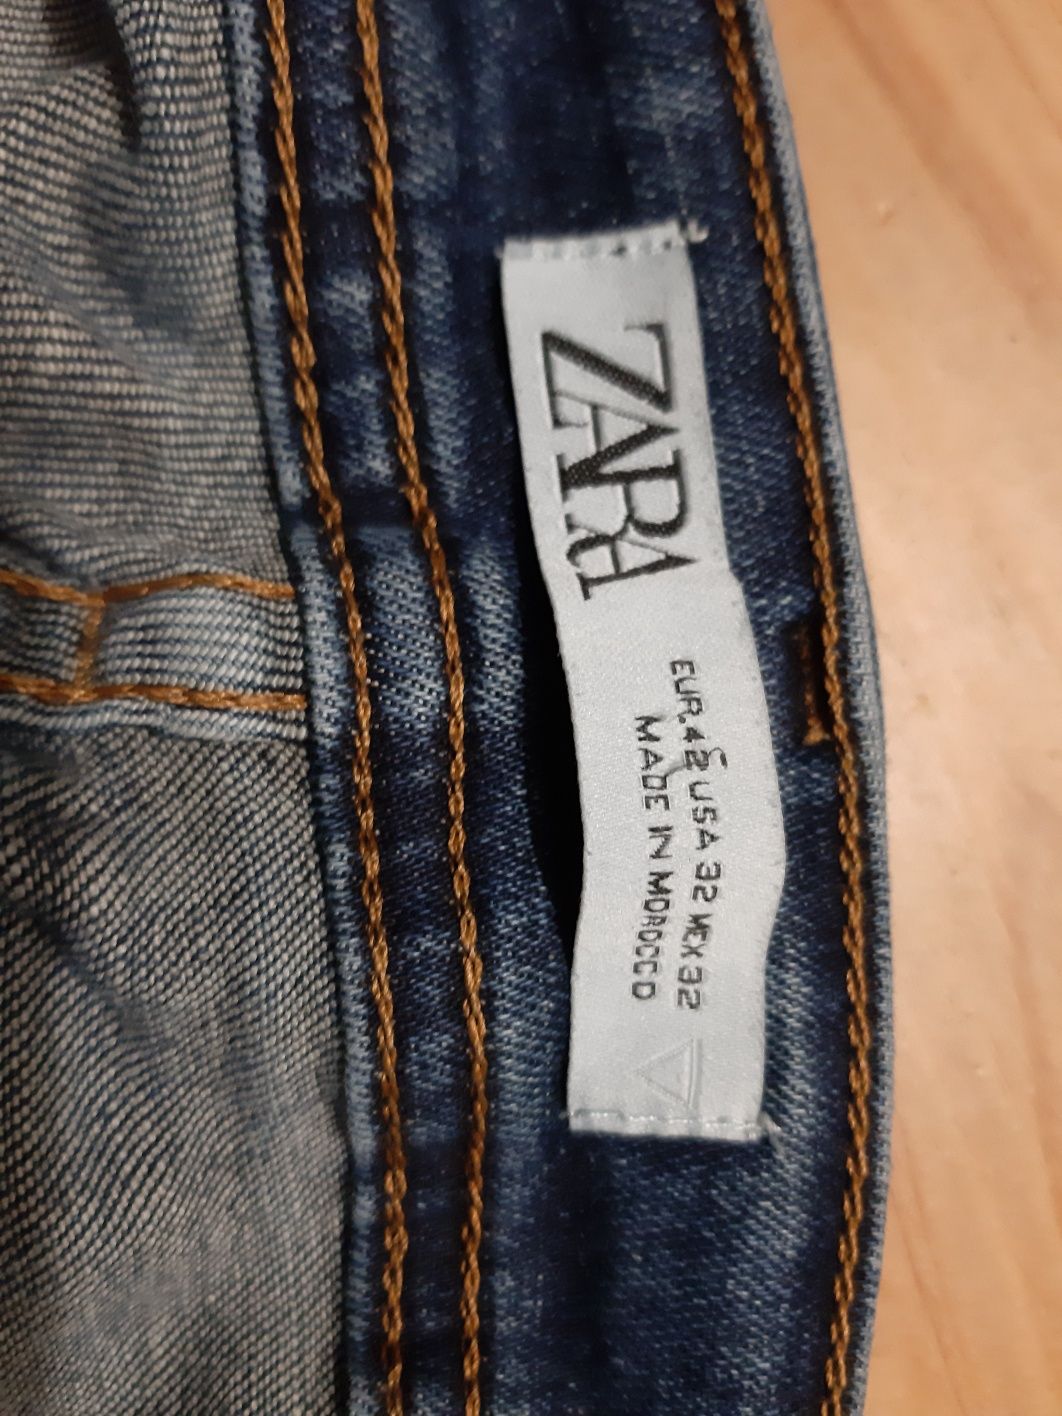 ZARA
EUR.42 USA 32 MEX 32
MADE IN MOROCCO